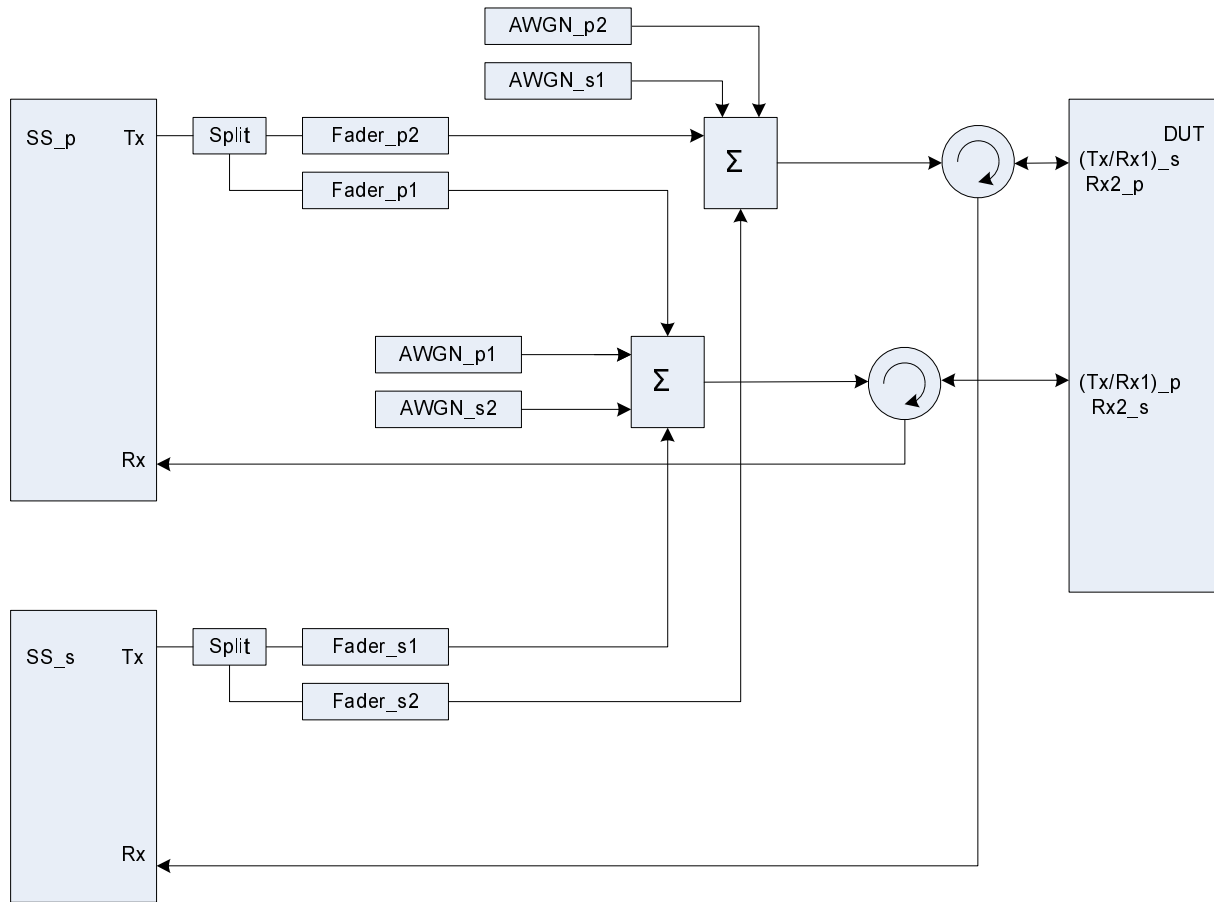 AWGN_p2
AWGN_s1
SS_p
Tx
Split
Fader_p2
Fader_p1
Σ
DUT
(Tx/Rx1)_s
Rx2_p
AWGN_p1
AWGN_s2
Σ
(Tx/Rx1)_p
Rx2_s
Rx
SS_s
Tx
Split
Fader_s1
Fader_s2
Rx